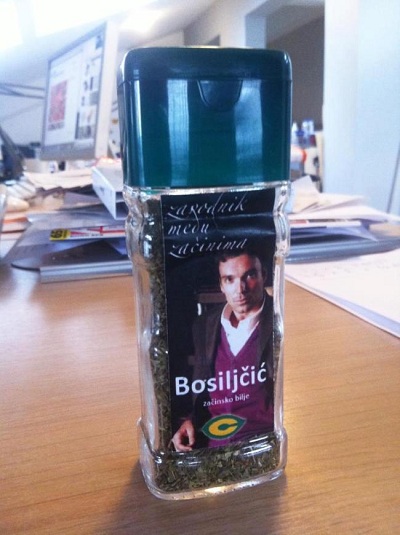 zavodnik
među
začinima
Bosiljčić
začinsko bilje
C